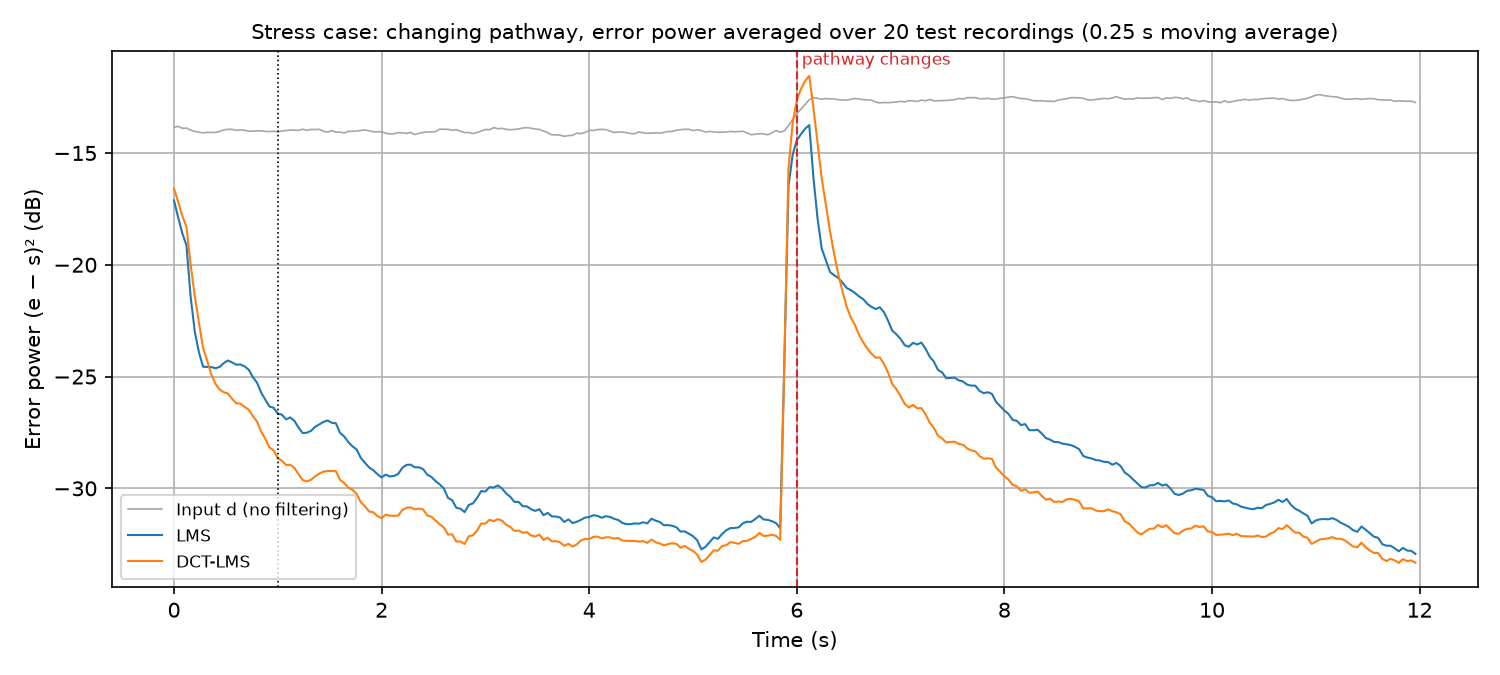 Stress case: changing pathway, error power averaged over 20 test recordings (0.25 s moving average)
pathway changes
Error power (e − s)² (dB)
−15
−20
−25
−30
Input d (no filtering)
LMS
DCT-LMS
0 2 4 6 8 10 12
Time (s)